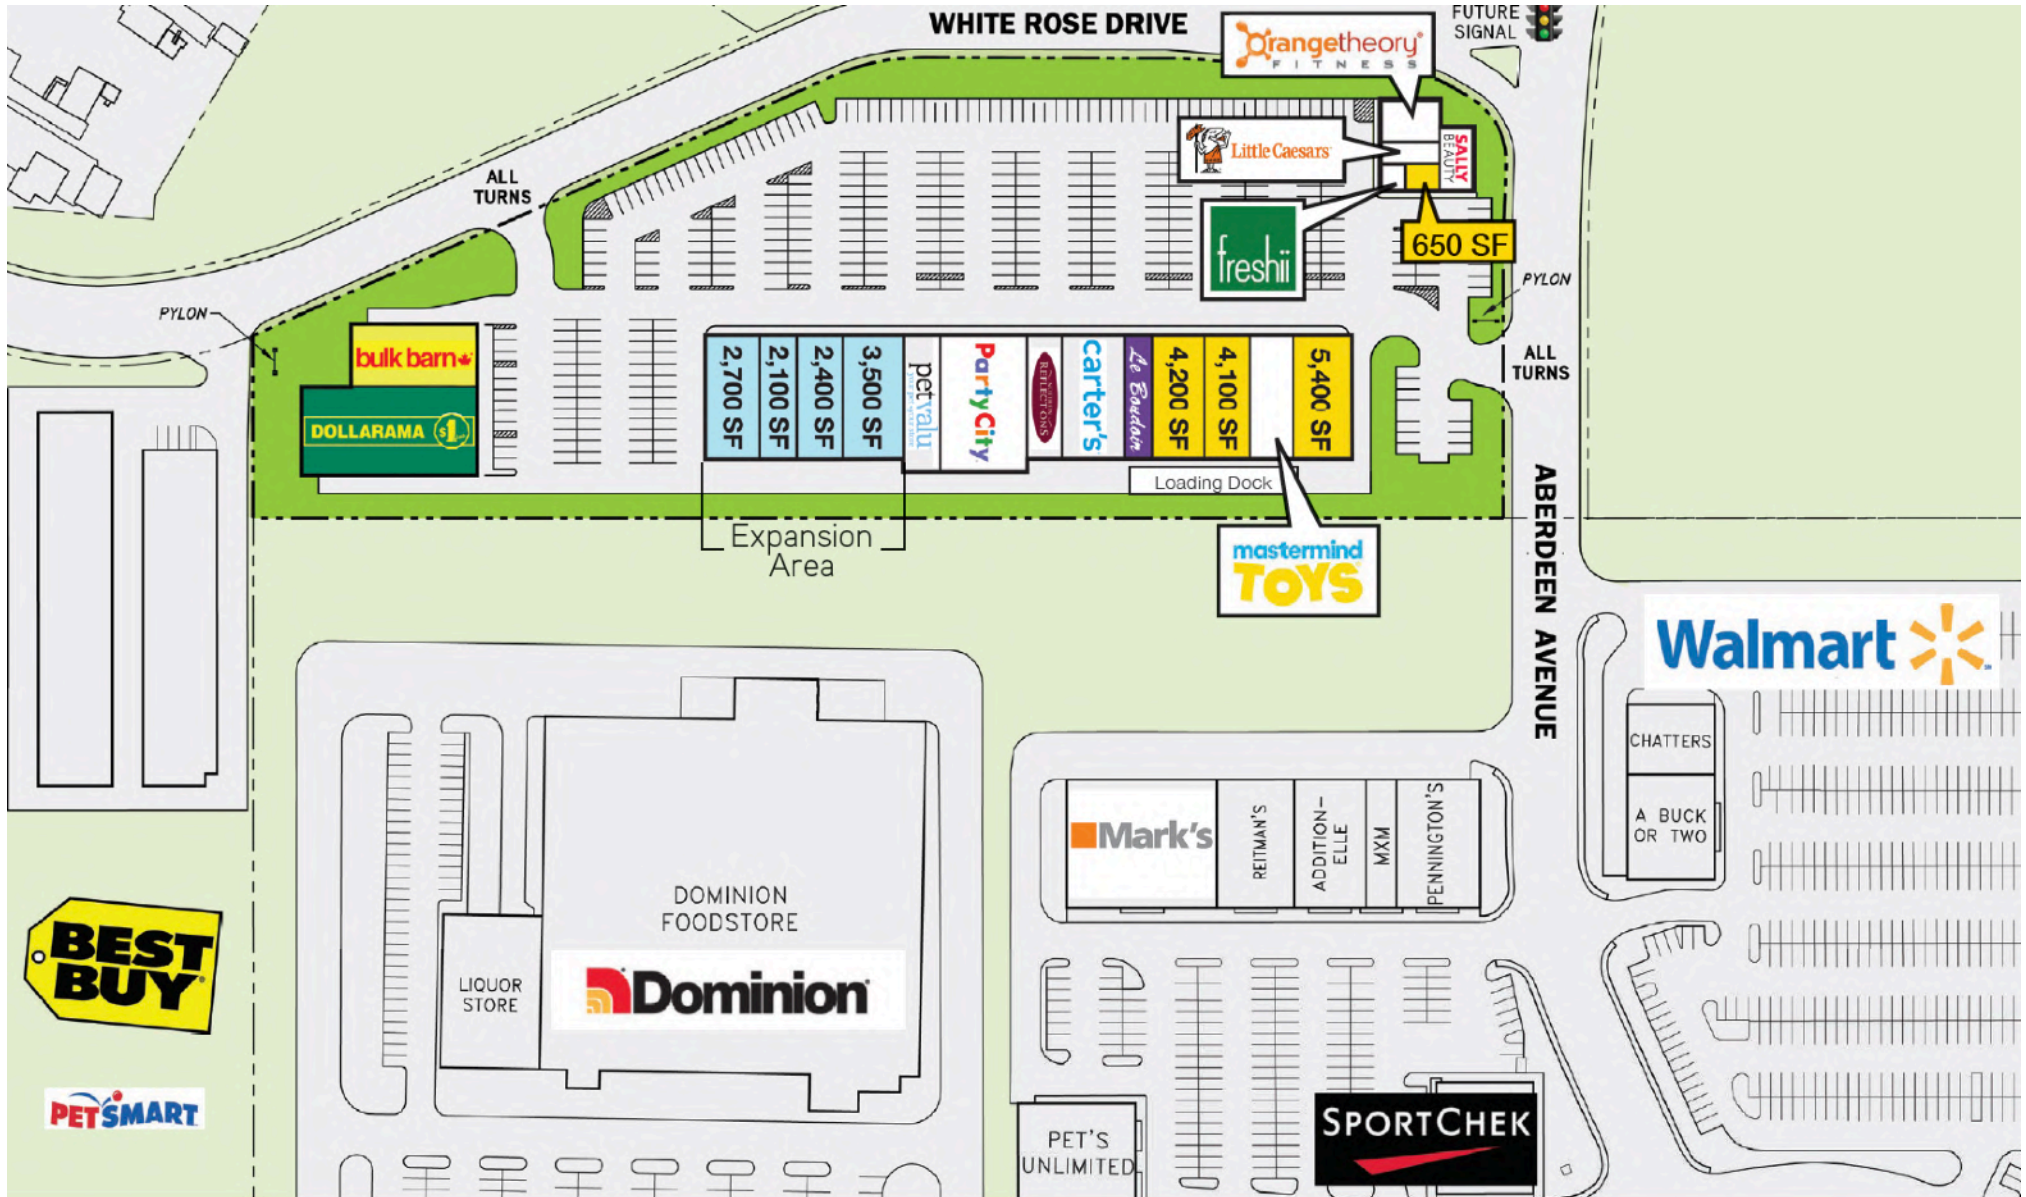 WHITE ROSE DRIVE
FUTURE
SIGNAL
Orangetheory®
FITNESS
Little Caesars
SALLY
BEAUTY
ALL
TURNS
freshii
650 SF
PYLON
PYLON
bulk barn
DOLLARAMA $1
2,700 SF
2,100 SF
2,400 SF
3,500 SF
petvalu
PartyCity
REFLECTIONS
carter's
Le Boudoir
4,200 SF
4,100 SF
5,400 SF
ALL
TURNS
Loading Dock
Expansion
Area
mastermind
TOYS
ABERDEEN AVENUE
Walmart
CHATTERS
A BUCK
OR TWO
Mark's
REITMAN'S
ADDITION-
ELLE
MXM
PENNINGTON'S
DOMINION
FOODSTORE
Dominion
LIQUOR
STORE
BEST
BUY
PETSMART
PET'S
UNLIMITED
SPORTCHEK